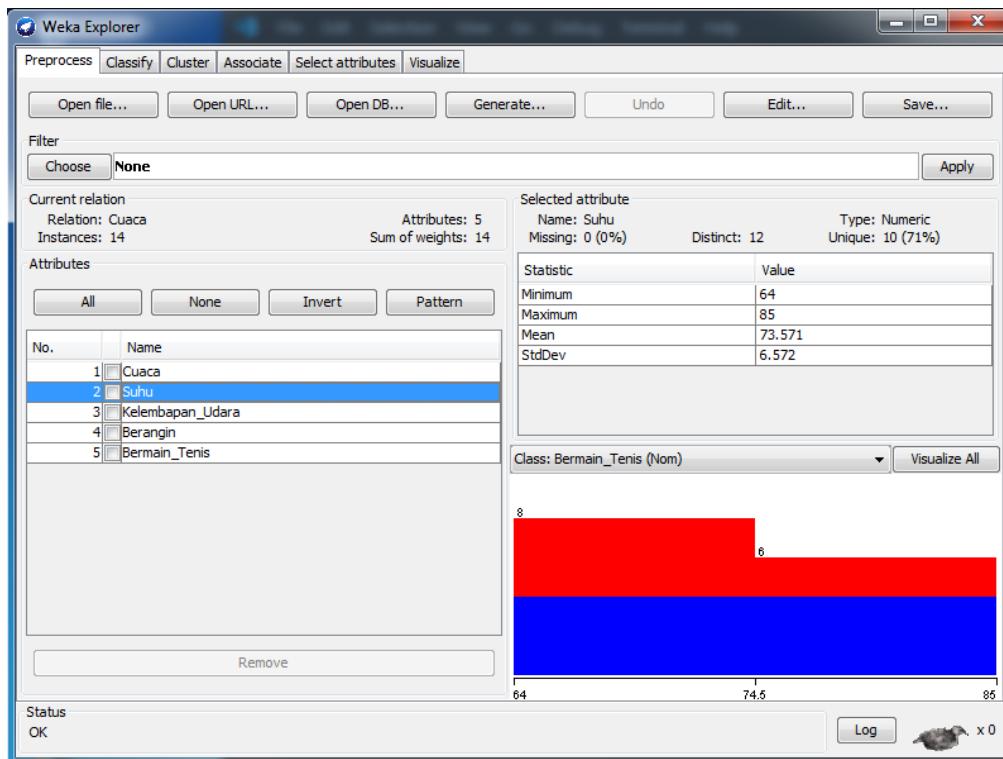 Weka Explorer
Preprocess Classify Cluster Associate Select attributes Visualize
Open file... Open URL... Open DB... Generate... Undo Edit... Save...
Filter
Choose None Apply
Current relation
Relation: Cuaca Attributes: 5
Instances: 14 Sum of weights: 14
Attributes
All None Invert Pattern
No. Name
1 Cuaca
2 Suhu
3 Kelembapan_Udara
4 Berangin
5 Bermain_Tenis
Remove
Selected attribute
Name: Suhu Type: Numeric
Missing: 0 (0%) Distinct: 12 Unique: 10 (71%)
Statistic Value
Minimum 64
Maximum 85
Mean 73.571
StdDev 6.572
Class: Bermain_Tenis (Nom) Visualize All
8
6
64 74.5 85
Status
OK Log x 0